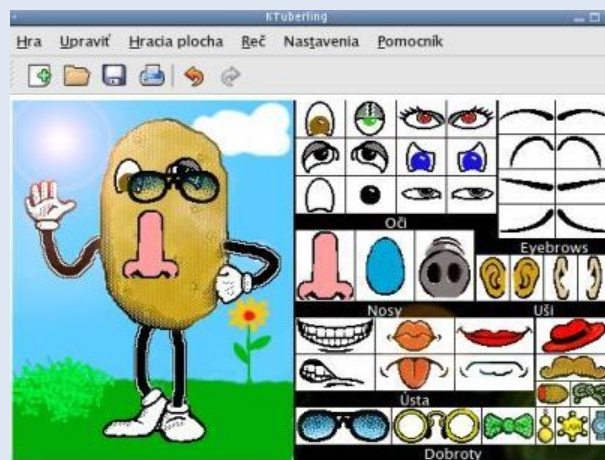 KTuberling
Hra Upraviť Hracia plocha Reč Nastavenia Pomocník
Oči
Eyebrows
Nosy
Uši
Ústa
Dobroty